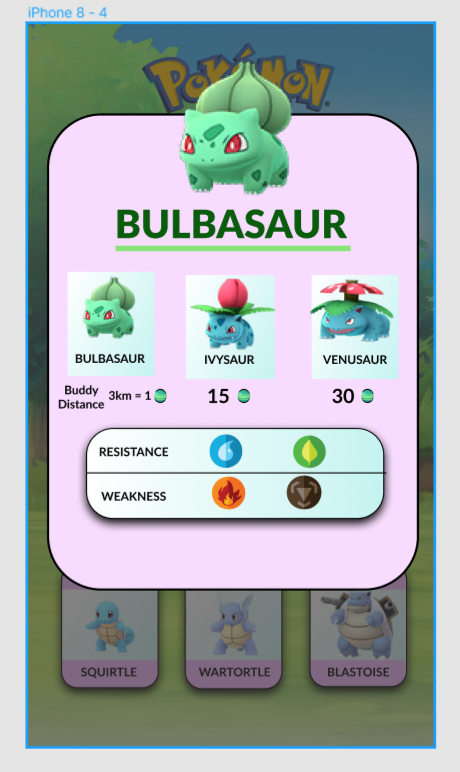 iPhone 8 - 4
POKÉMON
BULBASAUR
BULBASAUR IVYSAUR VENUSAUR
Buddy Distance 3km = 1 15 30
RESISTANCE
WEAKNESS
SQUIRTLE WARTORTLE BLASTOISE